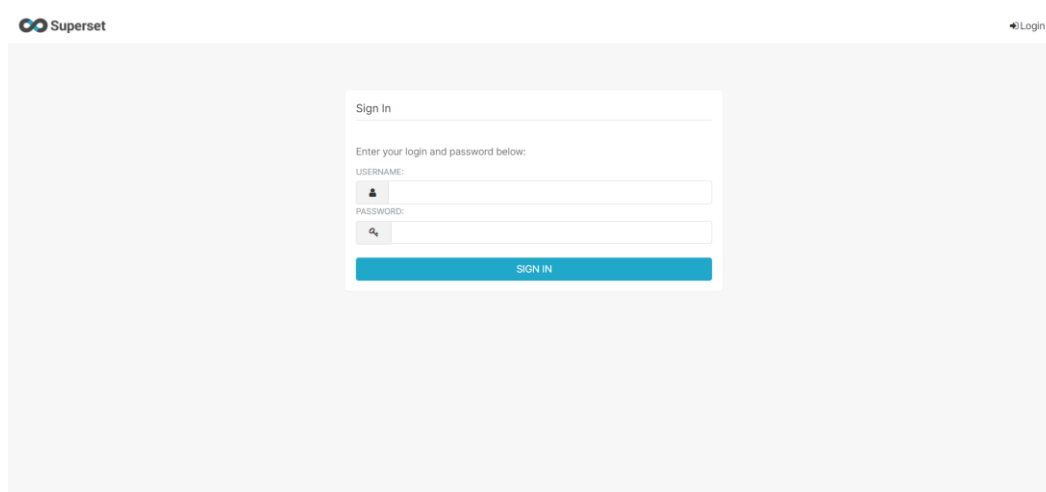 Superset
Login
Sign In
Enter your login and password below:
USERNAME:
PASSWORD:
SIGN IN